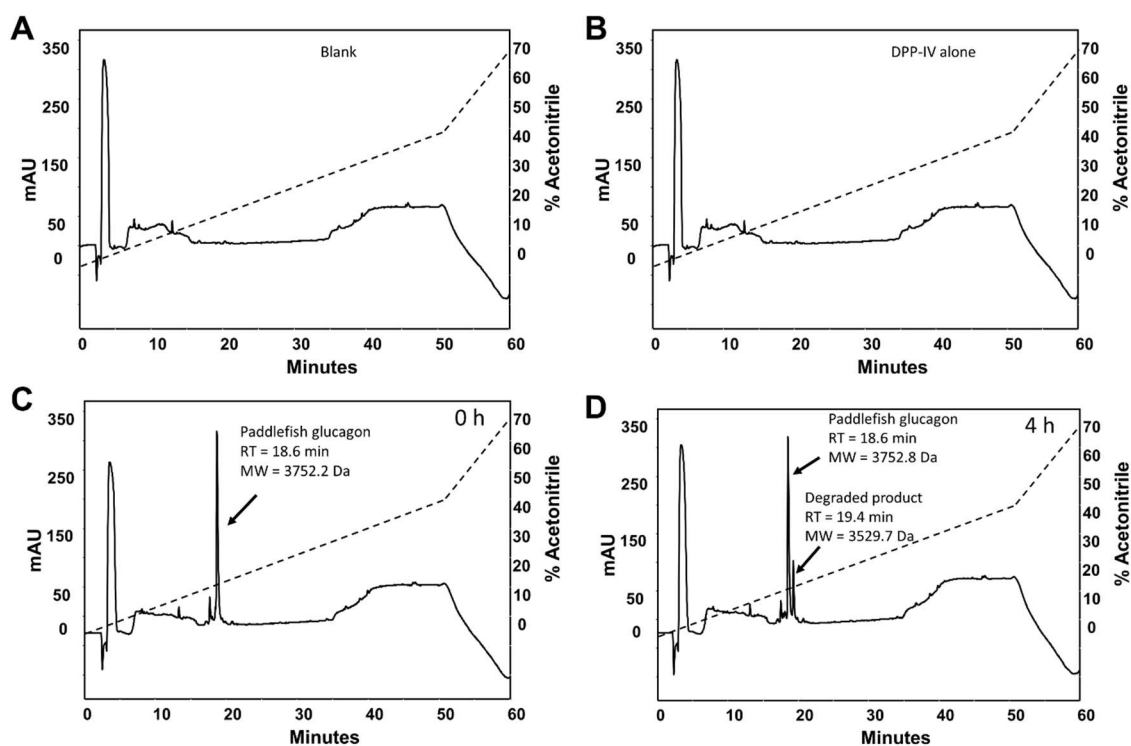 A
350
250
150
50
0
mAU
Blank
70
60
50
40
30
20
10
0
% Acetonitrile
0 10 20 30 40 50 60
Minutes
B
350
250
150
50
0
mAU
DPP-IV alone
70
60
50
40
30
20
10
0
% Acetonitrile
0 10 20 30 40 50 60
Minutes
C
350
250
150
50
0
mAU
0 h
Paddlefish glucagon
RT = 18.6 min
MW = 3752.2 Da
70
60
50
40
30
20
10
0
% Acetonitrile
0 10 20 30 40 50 60
Minutes
D
350
250
150
50
0
mAU
4 h
Paddlefish glucagon
RT = 18.6 min
MW = 3752.8 Da
Degraded product
RT = 19.4 min
MW = 3529.7 Da
70
60
50
40
30
20
10
0
% Acetonitrile
0 10 20 30 40 50 60
Minutes